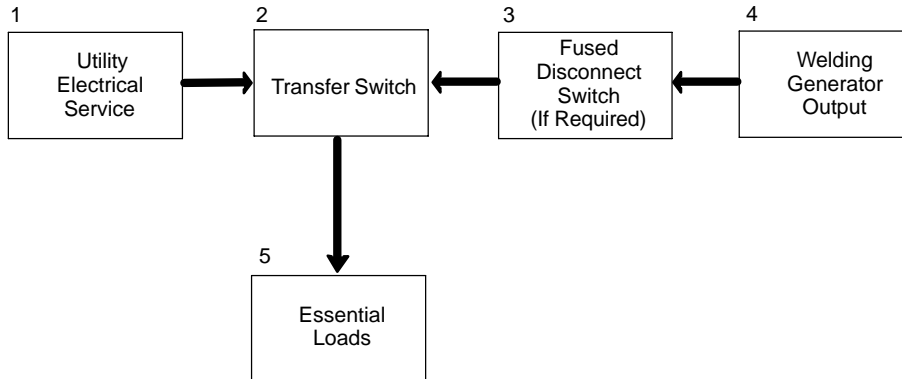 1
Utility
Electrical
Service
2
Transfer Switch
3
Fused
Disconnect
Switch
(If Required)
4
Welding
Generator
Output
5
Essential
Loads